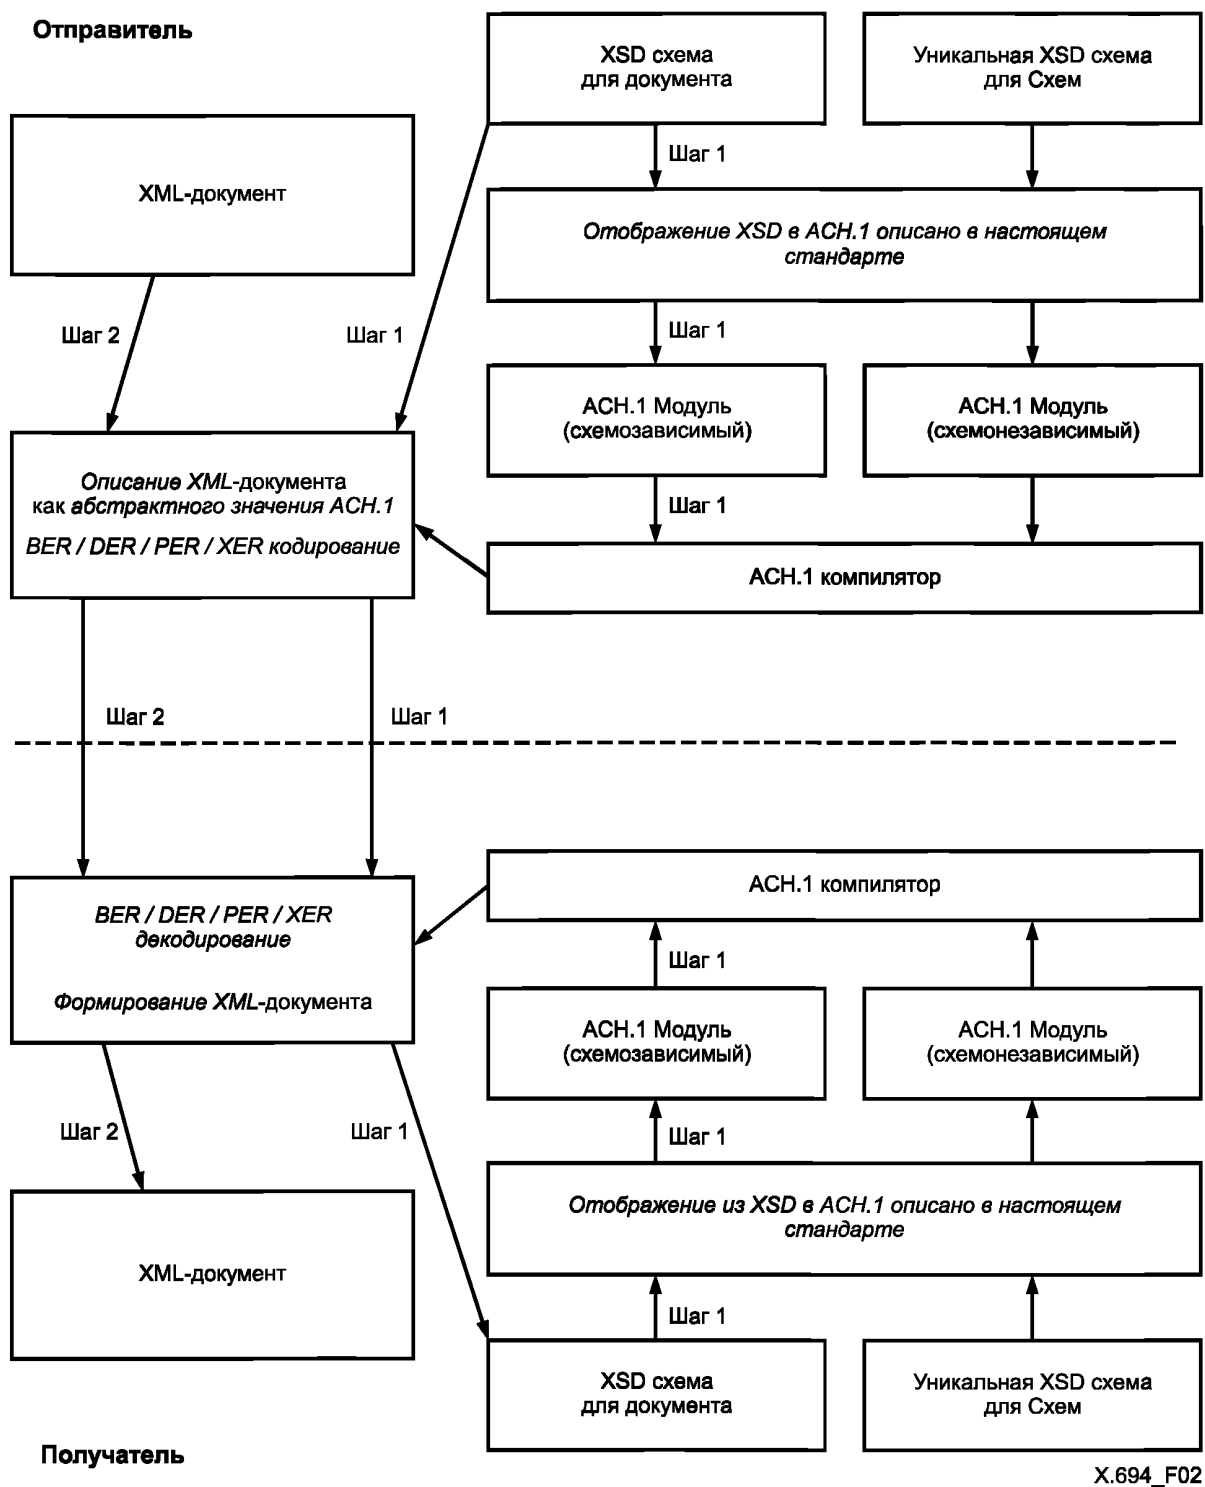 Отправитель
XSD схема
для документа
Уникальная XSD схема
для Схем
XML-документ
Шаг 1
Отображение XSD в АСН.1 описано в настоящем
стандарте
Шаг 2
Шаг 1
Шаг 1
АСН.1 Модуль
(схемозависимый)
АСН.1 Модуль
(схемонезависимый)
Описание XML-документа
как абстрактного значения АСН.1
BER / DER / PER / XER кодирование
Шаг 1
АСН.1 компилятор
Шаг 2
Шаг 1
АСН.1 компилятор
BER / DER / PER / XER
декодирование
Формирование XML-документа
Шаг 1
АСН.1 Модуль
(схемозависимый)
АСН.1 Модуль
(схемонезависимый)
Шаг 2
Шаг 1
Шаг 1
Отображение из XSD в АСН.1 описано в настоящем
стандарте
XML-документ
Шаг 1
XSD схема
для документа
Уникальная XSD схема
для Схем
Получатель
X.694_F02